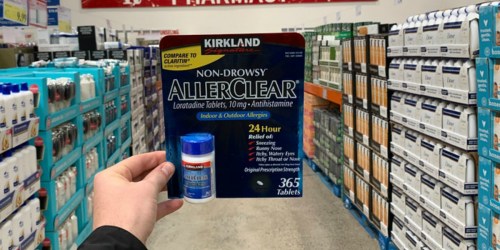 PHARMACY
KIRKLAND
COMPARE TO
CLARITIN®
NON-DROWSY
ALLERCLEAR®
Loratadine Tablets, 10 mg • Antihistamine
Indoor & Outdoor Allergies
24 Hour
Relief of:
Sneezing
Runny Nose
Itchy, Watery Eyes
Itchy Throat or Nose
Original Prescription Strength
365
Tablets
KIRKLAND